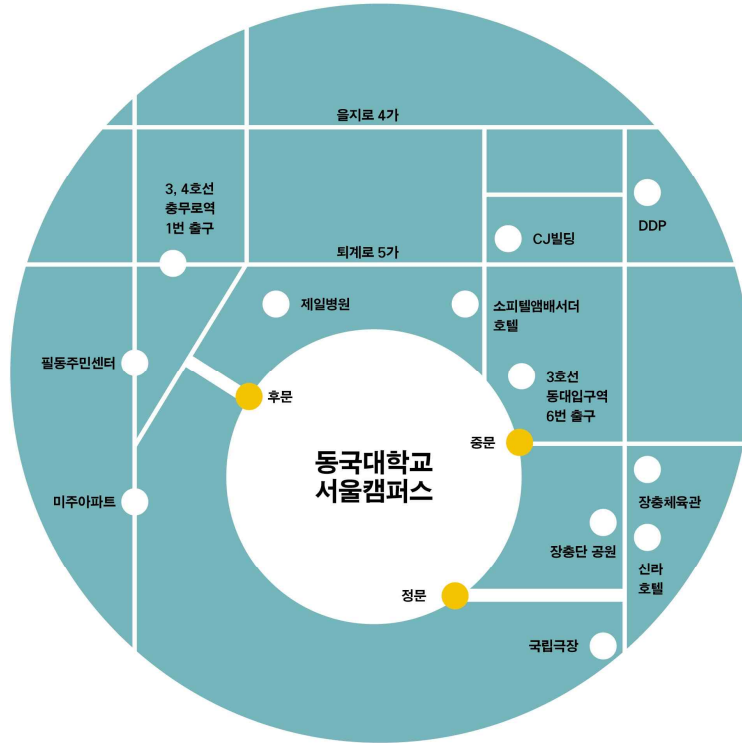 을지로 4가
3, 4호선
충무로역
1번 출구
DDP
CJ빌딩
퇴계로 5가
제일병원
소피텔앰배서더
호텔
필동주민센터
3호선
동대입구역
6번 출구
후문
중문
동국대학교
서울캠퍼스
미주아파트
장충체육관
장충단 공원
신라
호텔
정문
국립극장